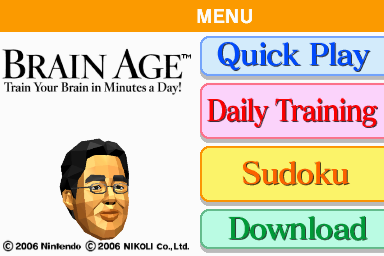 MENU
BRAIN AGE™
Train Your Brain in Minutes a Day!
Quick Play
Daily Training
Sudoku
Download
© 2006 Nintendo © 2006 NIKOLI Co., Ltd.